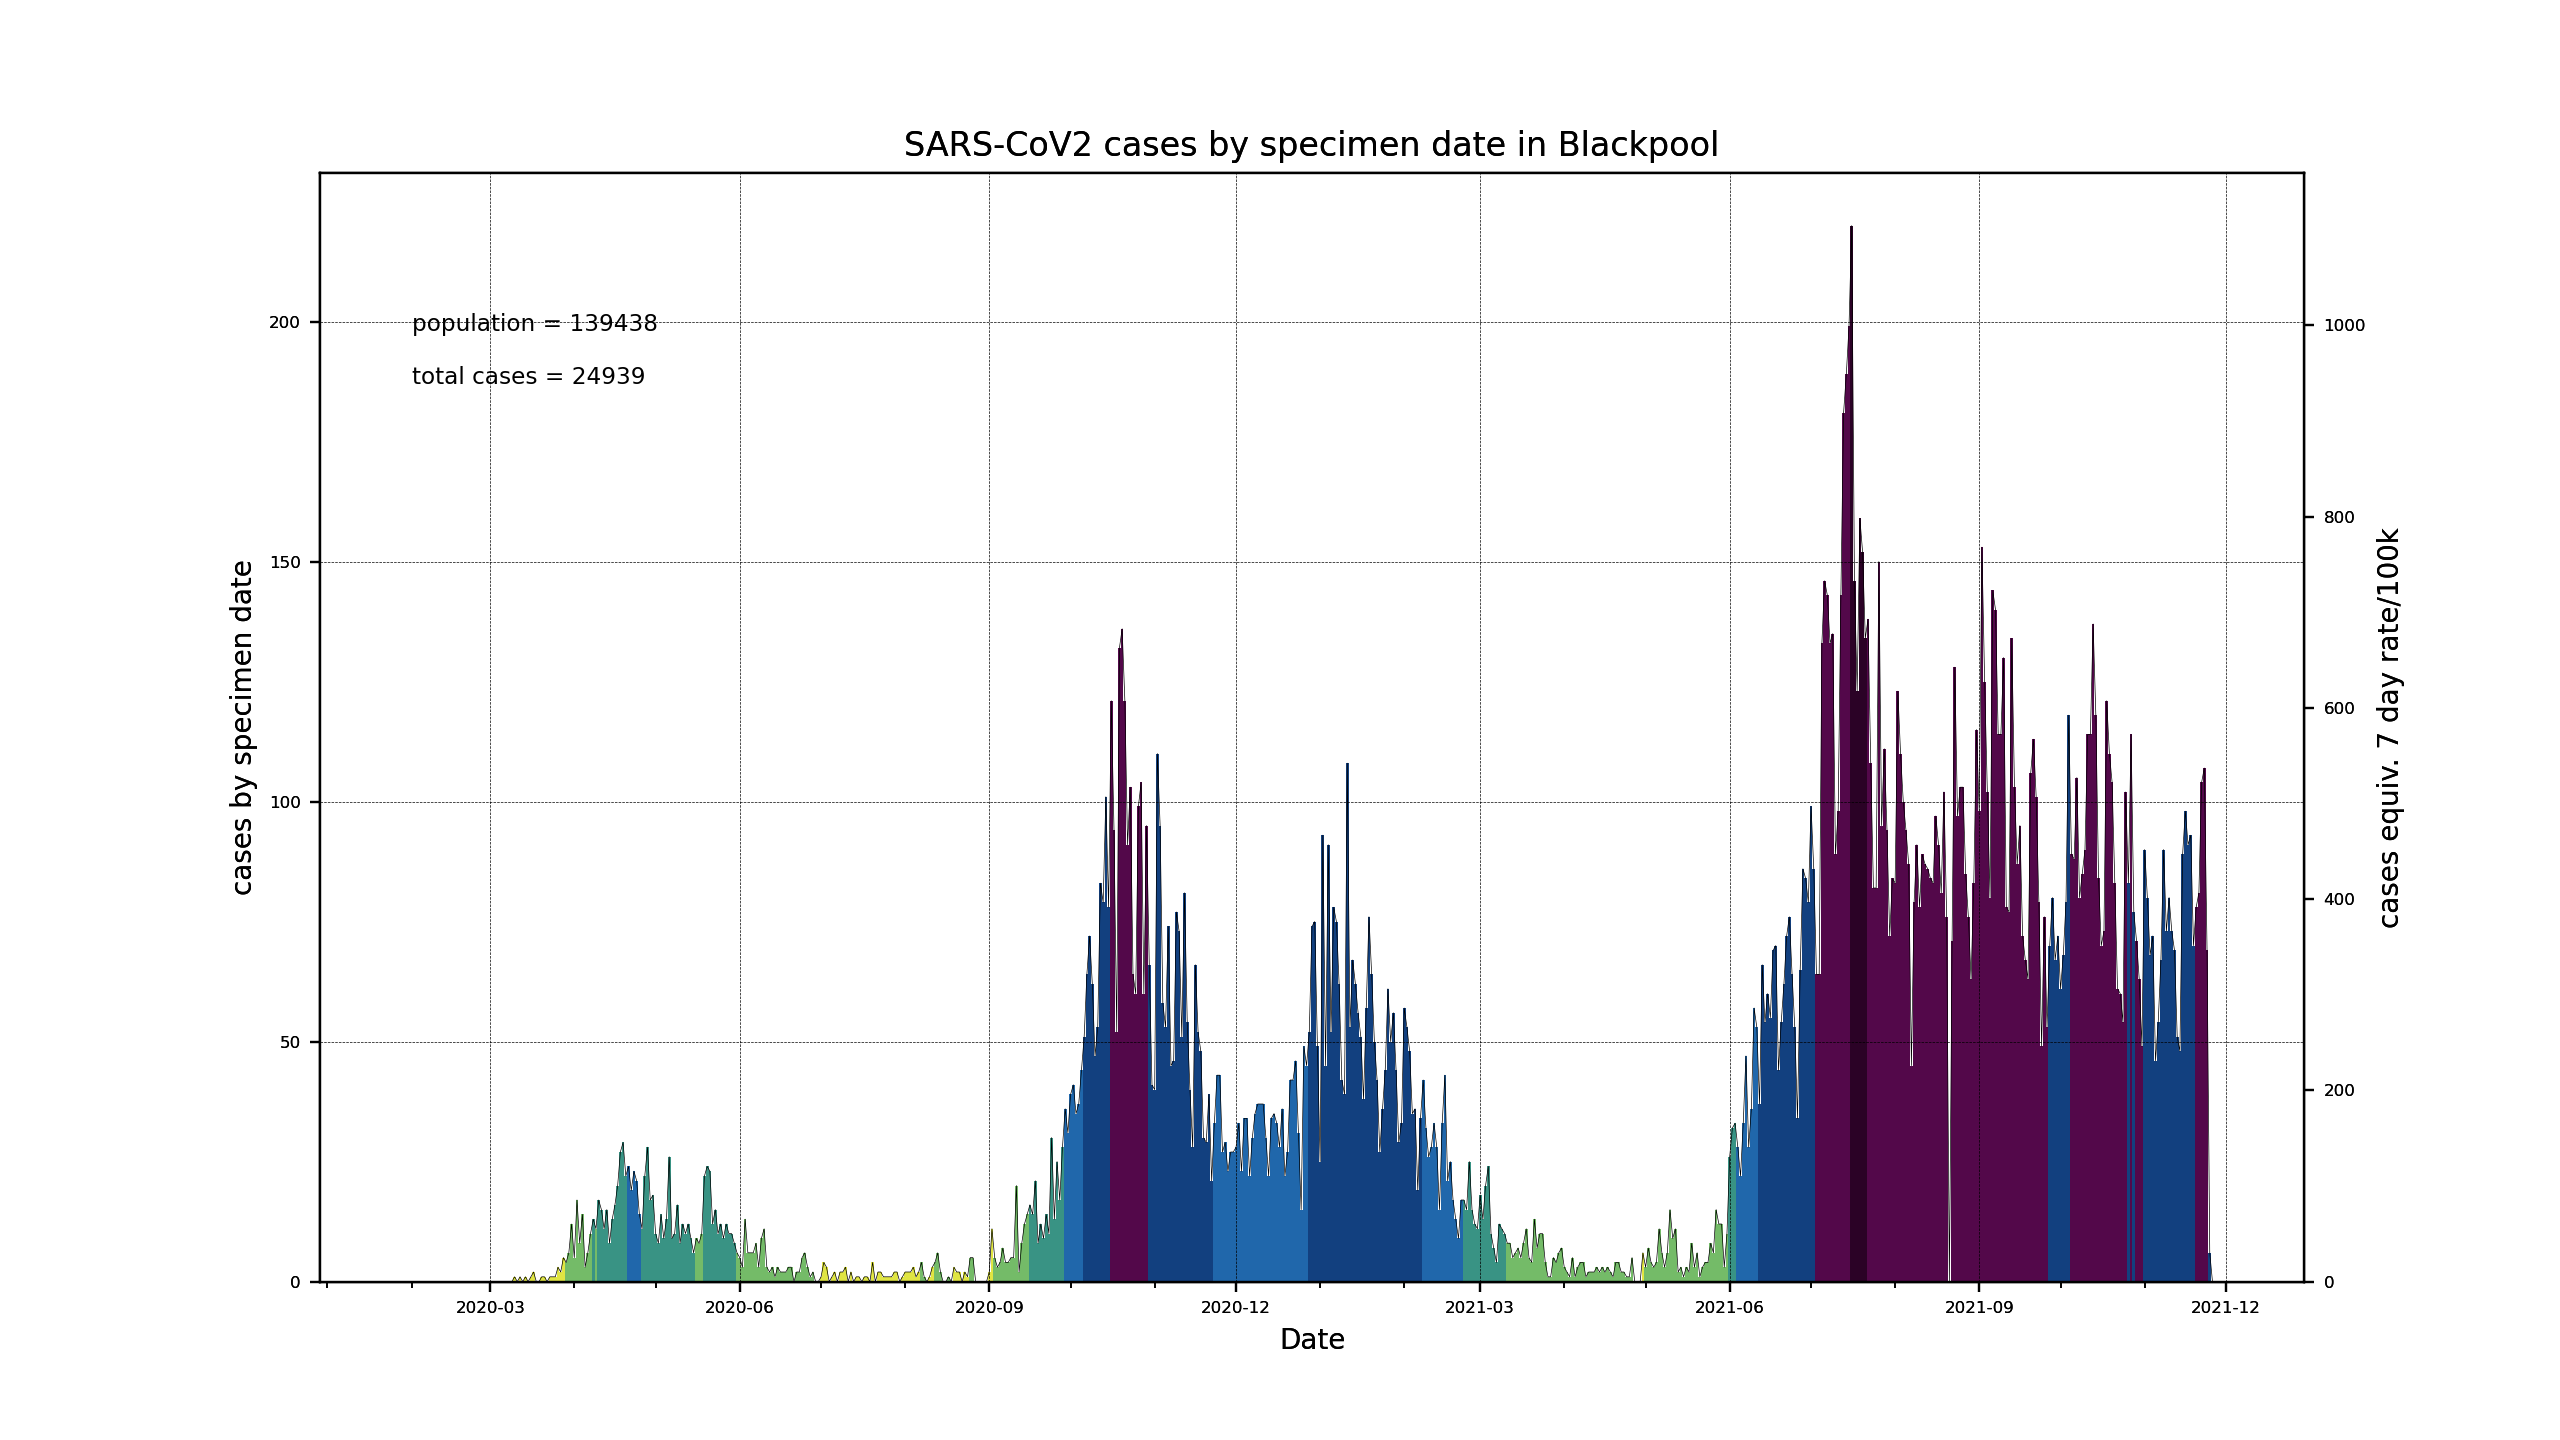 SARS-CoV2 cases by specimen date in Blackpool
population = 139438
total cases = 24939
cases by specimen date
200
150
100
50
0
1000
800
600
400
200
0
cases equiv. 7 day rate/100k
2020-03 2020-06 2020-09 2020-12 2021-03 2021-06 2021-09 2021-12
Date